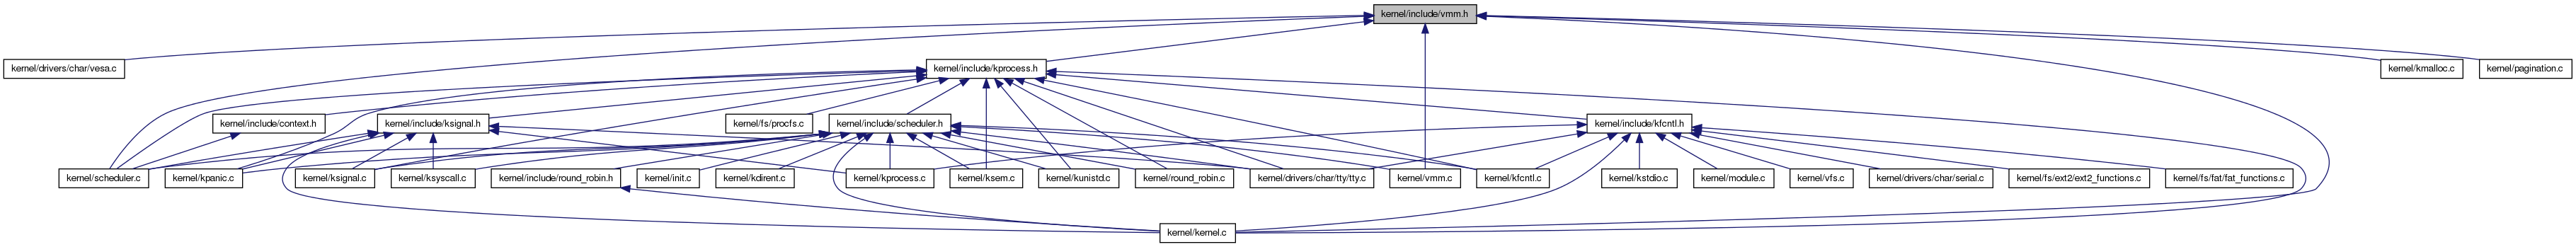 kernel/include/vmm.h
kernel/drivers/char/vesa.c
kernel/include/kprocess.h
kernel/kmalloc.c
kernel/pagination.c
kernel/include/context.h
kernel/include/ksignal.h
kernel/fs/procfs.c
kernel/include/scheduler.h
kernel/include/kfcntl.h
kernel/scheduler.c
kernel/kpanic.c
kernel/ksignal.c
kernel/ksyscall.c
kernel/include/round_robin.h
kernel/init.c
kernel/kdirent.c
kernel/kprocess.c
kernel/ksem.c
kernel/kunistd.c
kernel/round_robin.c
kernel/drivers/char/tty/tty.c
kernel/vmm.c
kernel/kfcntl.c
kernel/kstdio.c
kernel/module.c
kernel/vfs.c
kernel/drivers/char/serial.c
kernel/fs/ext2/ext2_functions.c
kernel/fs/fat/fat_functions.c
kernel/kernel.c